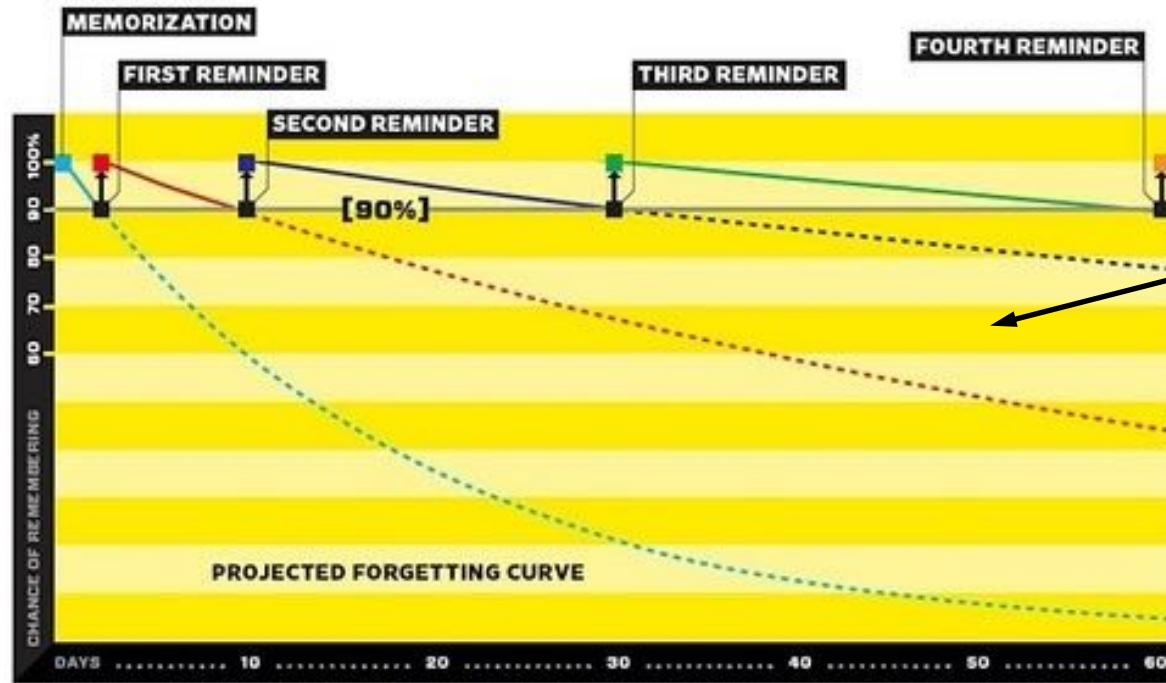 MEMORIZATION
FOURTH REMINDER
FIRST REMINDER
THIRD REMINDER
SECOND REMINDER
100%
90
[90%]
80
70
60
CHANCE OF REMEMBERING
PROJECTED FORGETTING CURVE
DAYS 10 20 30 40 50 60